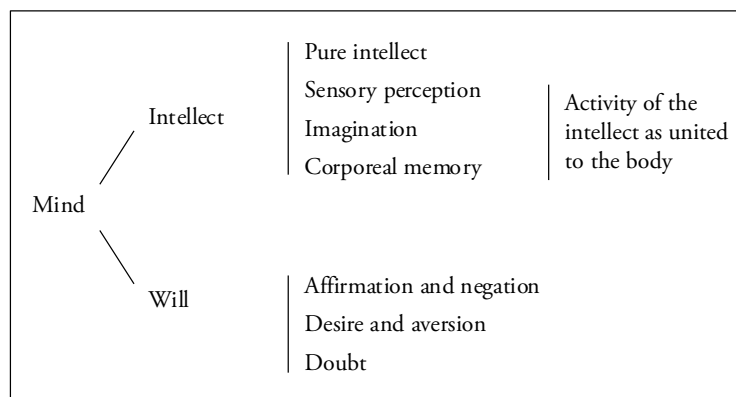 Pure intellect
Sensory perception
Imagination
Corporeal memory
Activity of the
intellect as united
to the body
Intellect
Mind
Will
Affirmation and negation
Desire and aversion
Doubt